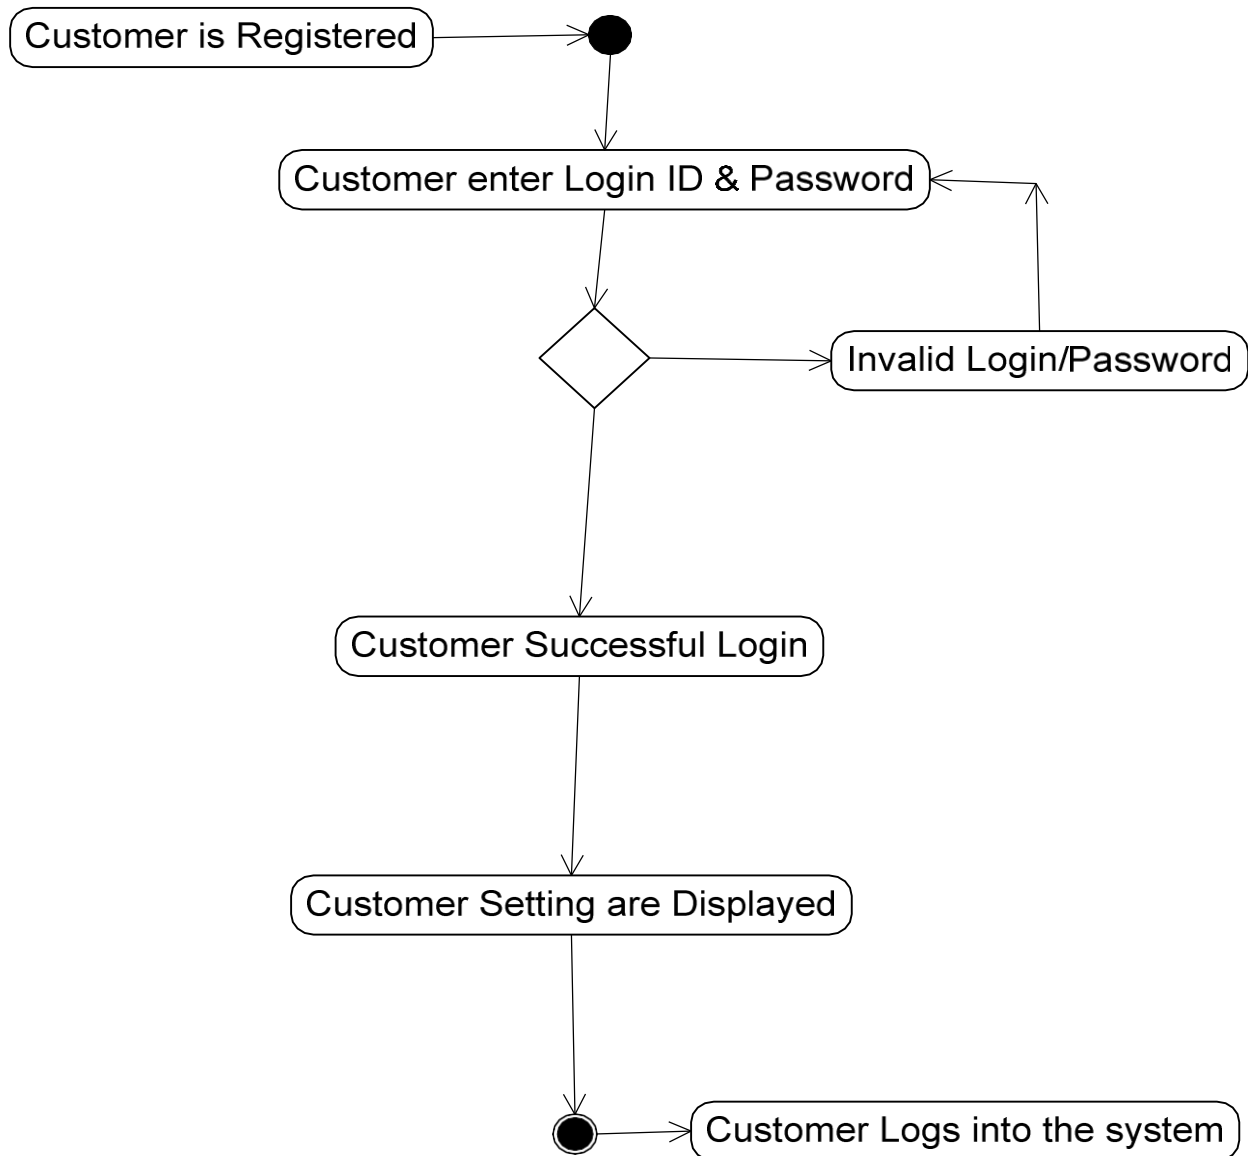 Customer is Registered
Customer enter Login ID & Password
Invalid Login/Password
Customer Successful Login
Customer Setting are Displayed
Customer Logs into the system